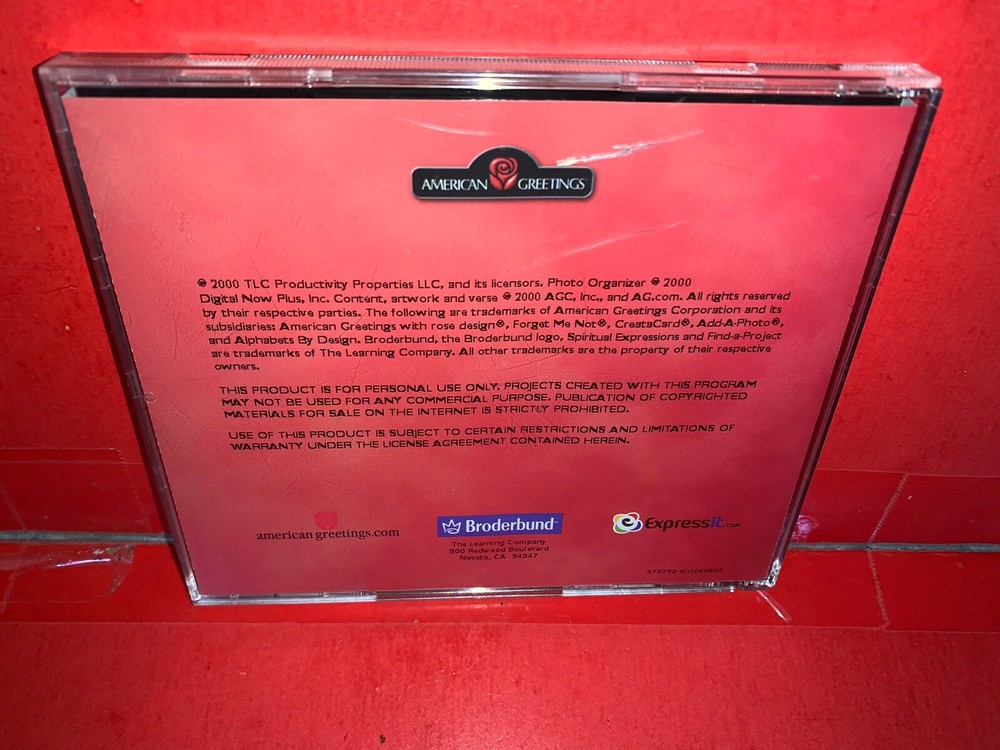 AMERICAN GREETINGS
© 2000 TLC Productivity Properties LLC, and its licensors. Photo Organizer © 2000
Digital Now Plus, Inc. Content, artwork and verse © 2000 AGC, Inc., and AG.com. All rights reserved
by their respective parties. The following are trademarks of American Greetings Corporation and its
subsidiaries: American Greetings with rose design®, Forget Me Not®, CreataCard®, Add-A-Photo®,
and Alphabets By Design. Broderbund, the Broderbund logo, Spiritual Expressions and Find-a-Project
are trademarks of The Learning Company. All other trademarks are the property of their respective
owners.
THIS PRODUCT IS FOR PERSONAL USE ONLY. PROJECTS CREATED WITH THIS PROGRAM
MAY NOT BE USED FOR ANY COMMERCIAL PURPOSE. PUBLICATION OF COPYRIGHTED
MATERIALS FOR SALE ON THE INTERNET IS STRICTLY PROHIBITED.
USE OF THIS PRODUCT IS SUBJECT TO CERTAIN RESTRICTIONS AND LIMITATIONS OF
WARRANTY UNDER THE LICENSE AGREEMENT CONTAINED HEREIN.
americangreetings.com
Broderbund™
The Learning Company
500 Redwood Boulevard
Novato, CA 94947
Expressit.COM